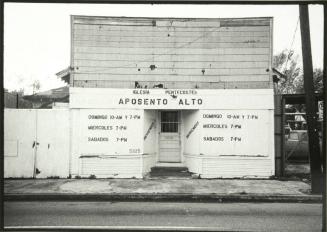 IGLESIA PENTECOSTES
APOSENTO ALTO
DOMINGO 10-AM Y 7-PM
MIERCOLES 7-PM
SABADOS 7-PM
DOMINGO 10-AM Y 7-PM
MIERCOLES 7-PM
SABADOS 7-PM